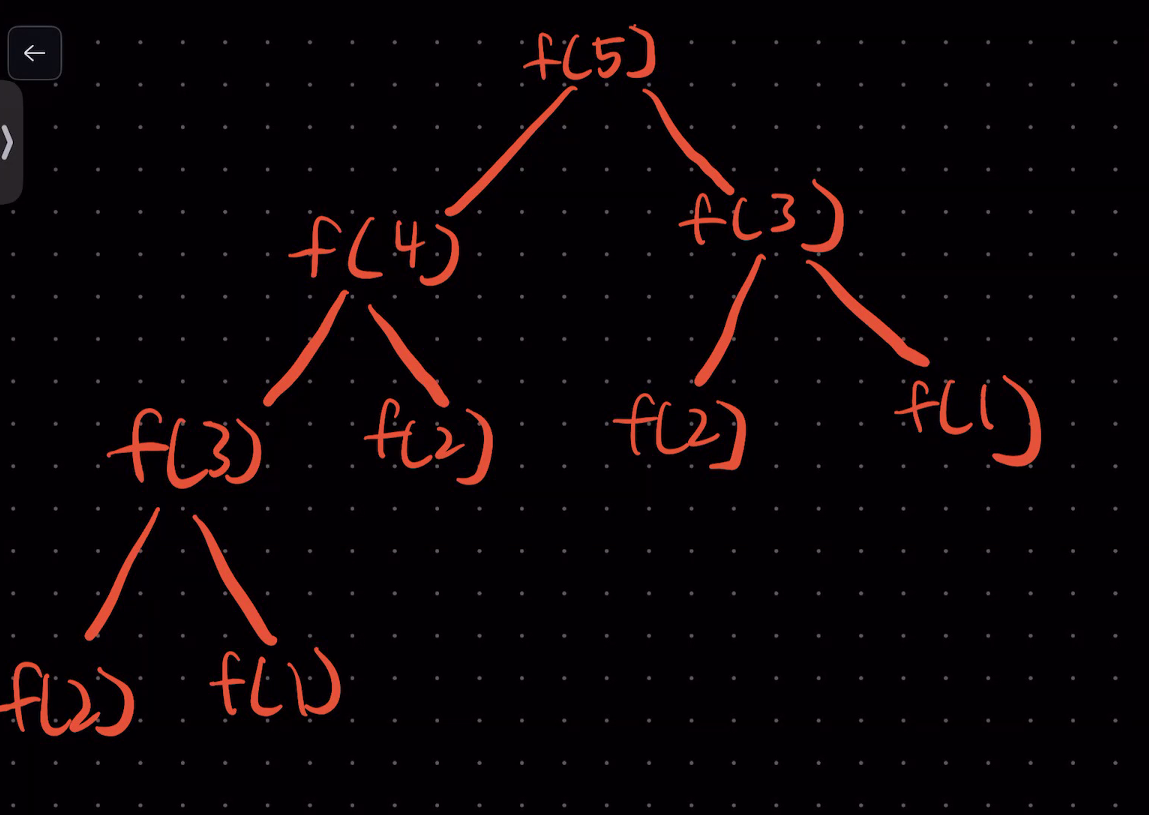 f(5)
f(4) f(3)
f(3) f(2) f(2) f(1)
f(2) f(1)